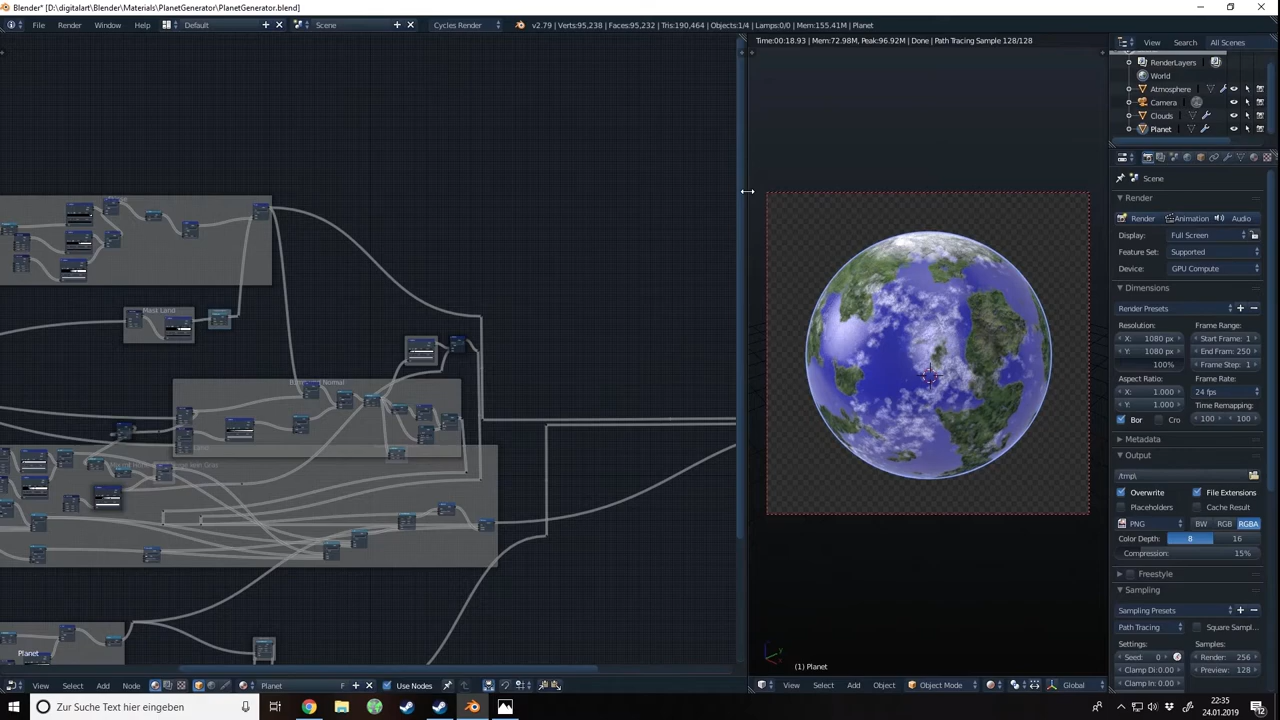 Blender* [D:\digitalart\Blender\Materials\PlanetGenerator\PlanetGenerator.blend]
File Render Window Help Default Scene Cycles Render v2.79 | Verts:95,238 | Faces:95,232 | Tris:190,464 | Objects:1/4 | Lamps:0/0 | Mem:155.41M | Planet
Time:00:18.93 | Mem:72.98M, Peak:96.92M | Done | Path Tracing Sample 128/128
View Search All Scenes
RenderLayers
World
Atmosphere
Camera
Clouds
Planet
Scene
Render
Render Animation Audio
Display: Full Screen
Feature Set: Supported
Device: GPU Compute
Dimensions
Render Presets
Resolution: Frame Range:
X: 1080 px Start Frame: 1
Y: 1080 px End Fram: 250
100% Frame Step: 1
Aspect Ratio: Frame Rate:
X: 1.000 24 fps
Y: 1.000 Time Remapping:
Bor Cro 100 100
Metadata
Output
/tmp\
Overwrite File Extensions
Placeholders Cache Result
PNG BW RGB RGBA
Color Depth: 8 16
Compression: 15%
Freestyle
Sampling
Sampling Presets
Path Tracing Square Sampl...
Settings: Samples:
Seed: 0 Render: 256
Clamp Di: 0.00 Preview: 128
Clamp In: 0.00
Mask Land
Planet
(1) Planet
View Select Add Node Planet F Use Nodes
View Select Add Object Object Mode Global
Zur Suche Text hier eingeben
22:35
24.01.2019
12